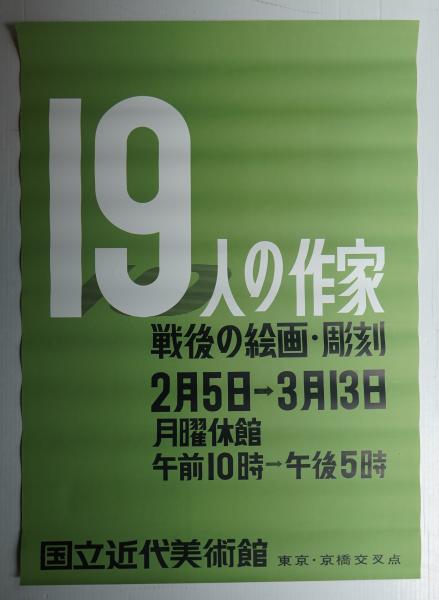 19人の作家
戦後の絵画・彫刻
2月5日→3月13日
月曜休館
午前10時→午後5時
国立近代美術館 東京・京橋交叉点